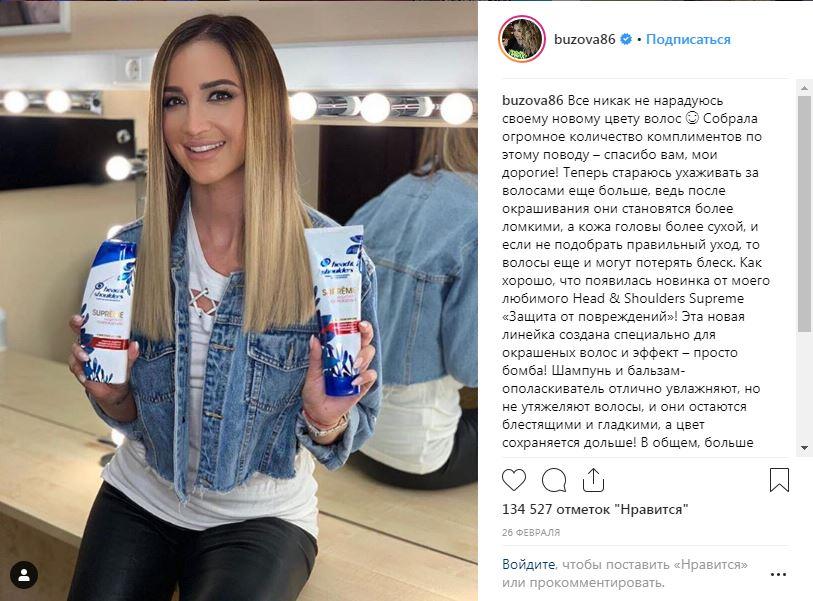 buzova86 • Подписаться
buzova86 Все никак не нарадуюсь
своему новому цвету волос Собрала
огромное количество комплиментов по
этому поводу – спасибо вам, мои
дорогие! Теперь стараюсь ухаживать за
волосами еще больше, ведь после
окрашивания они становятся более
ломкими, а кожа головы более сухой, и
если не подобрать правильный уход, то
волосы еще и могут потерять блеск. Как
хорошо, что появилась новинка от моего
любимого Head & Shoulders Supreme
«Защита от повреждений»! Эта новая
линейка создана специально для
окрашеных волос и эффект – просто
бомба! Шампунь и бальзам-
ополаскиватель отлично увлажняют, но
не утяжеляют волосы, и они остаются
блестящими и гладкими, а цвет
сохраняется дольше! В общем, больше
134 527 отметок "Нравится"
26 ФЕВРАЛЯ
Войдите, чтобы поставить «Нравится»
или прокомментировать.
head &
shoulders
SUPRÊME
head &
shoulders
SUPRÊME